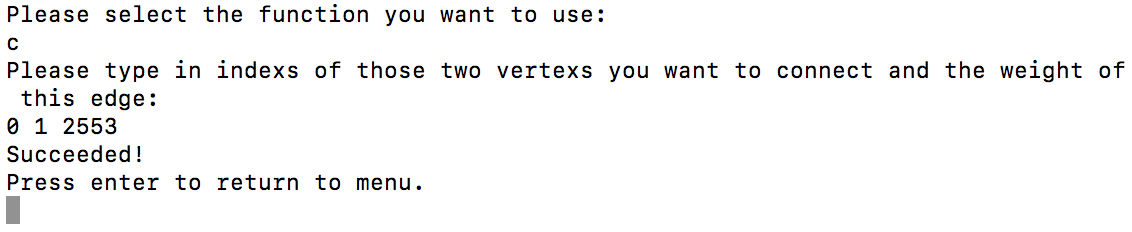 Please select the function you want to use:
c
Please type in indexs of those two vertexs you want to connect and the weight of
 this edge:
0 1 2553
Succeeded!
Press enter to return to menu.